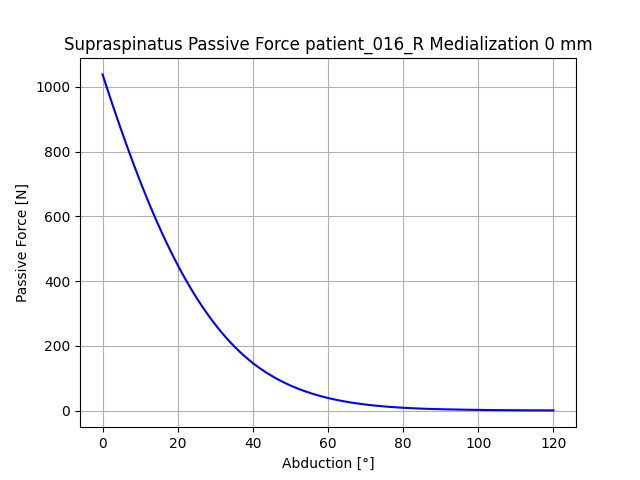 Supraspinatus Passive Force patient_016_R Medialization 0 mm
Passive Force [N]
1000
800
600
400
200
0
0 20 40 60 80 100 120
Abduction [°]